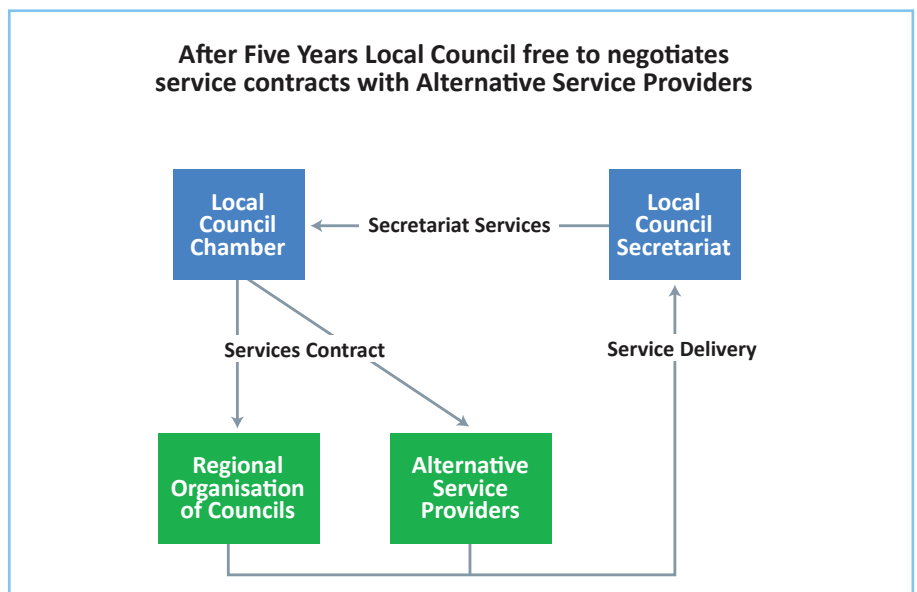 After Five Years Local Council free to negotiates
service contracts with Alternative Service Providers
Local
Council
Chamber
Secretariat Services
Local
Council
Secretariat
Services Contract
Service Delivery
Regional
Organisation
of Councils
Alternative
Service
Providers